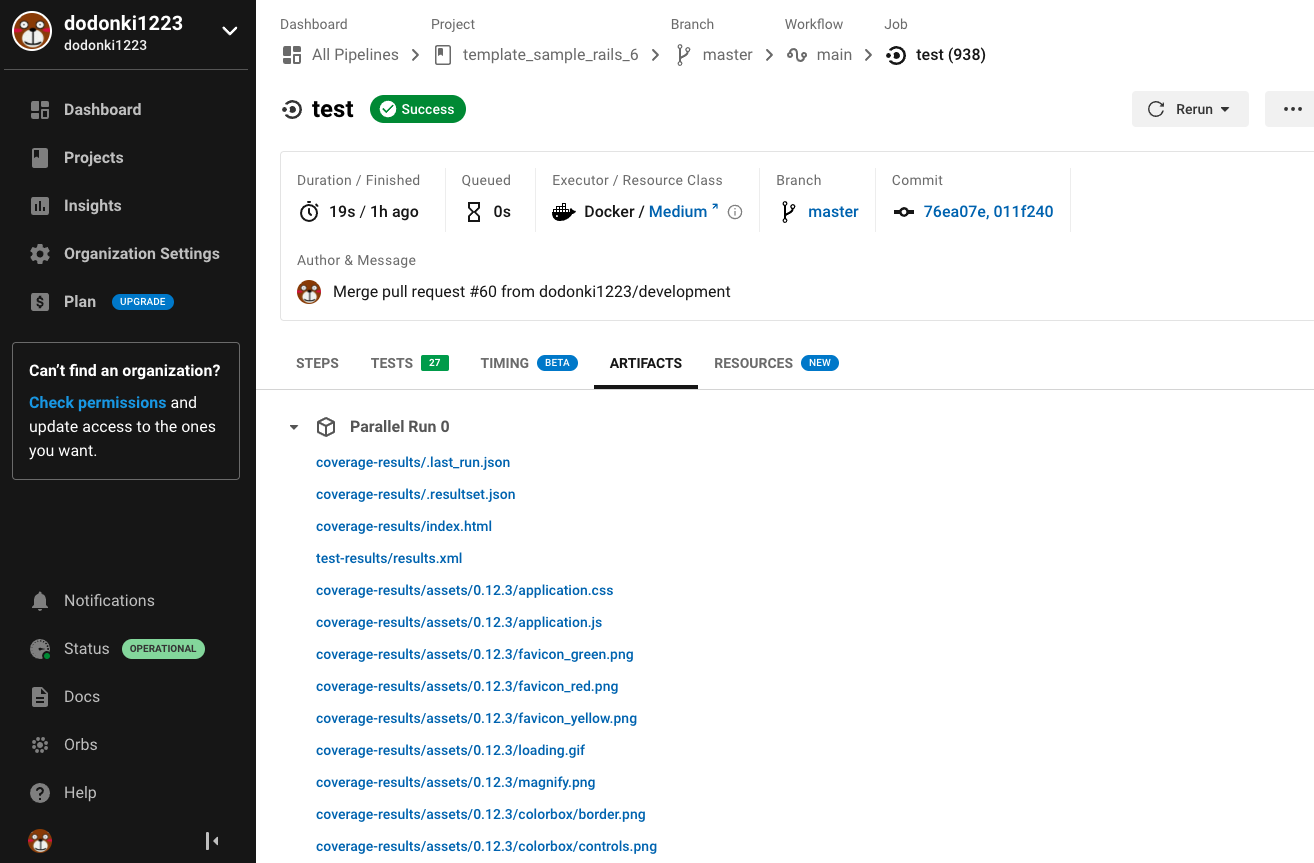 dodonki1223
dodonki1223
Dashboard
Projects
Insights
Organization Settings
Plan UPGRADE
Can’t find an organization?
Check permissions and
update access to the ones
you want.
Notifications
Status OPERATIONAL
Docs
Orbs
Help
Dashboard Project Branch Workflow Job
All Pipelines template_sample_rails_6 master main test (938)
test Success Rerun
Duration / Finished Queued Executor / Resource Class Branch Commit
19s / 1h ago 0s Docker / Medium master 76ea07e, 011f240
Author & Message
Merge pull request #60 from dodonki1223/development
STEPS TESTS 27 TIMING BETA ARTIFACTS RESOURCES NEW
Parallel Run 0
coverage-results/.last_run.json
coverage-results/.resultset.json
coverage-results/index.html
test-results/results.xml
coverage-results/assets/0.12.3/application.css
coverage-results/assets/0.12.3/application.js
coverage-results/assets/0.12.3/favicon_green.png
coverage-results/assets/0.12.3/favicon_red.png
coverage-results/assets/0.12.3/favicon_yellow.png
coverage-results/assets/0.12.3/loading.gif
coverage-results/assets/0.12.3/magnify.png
coverage-results/assets/0.12.3/colorbox/border.png
coverage-results/assets/0.12.3/colorbox/controls.png